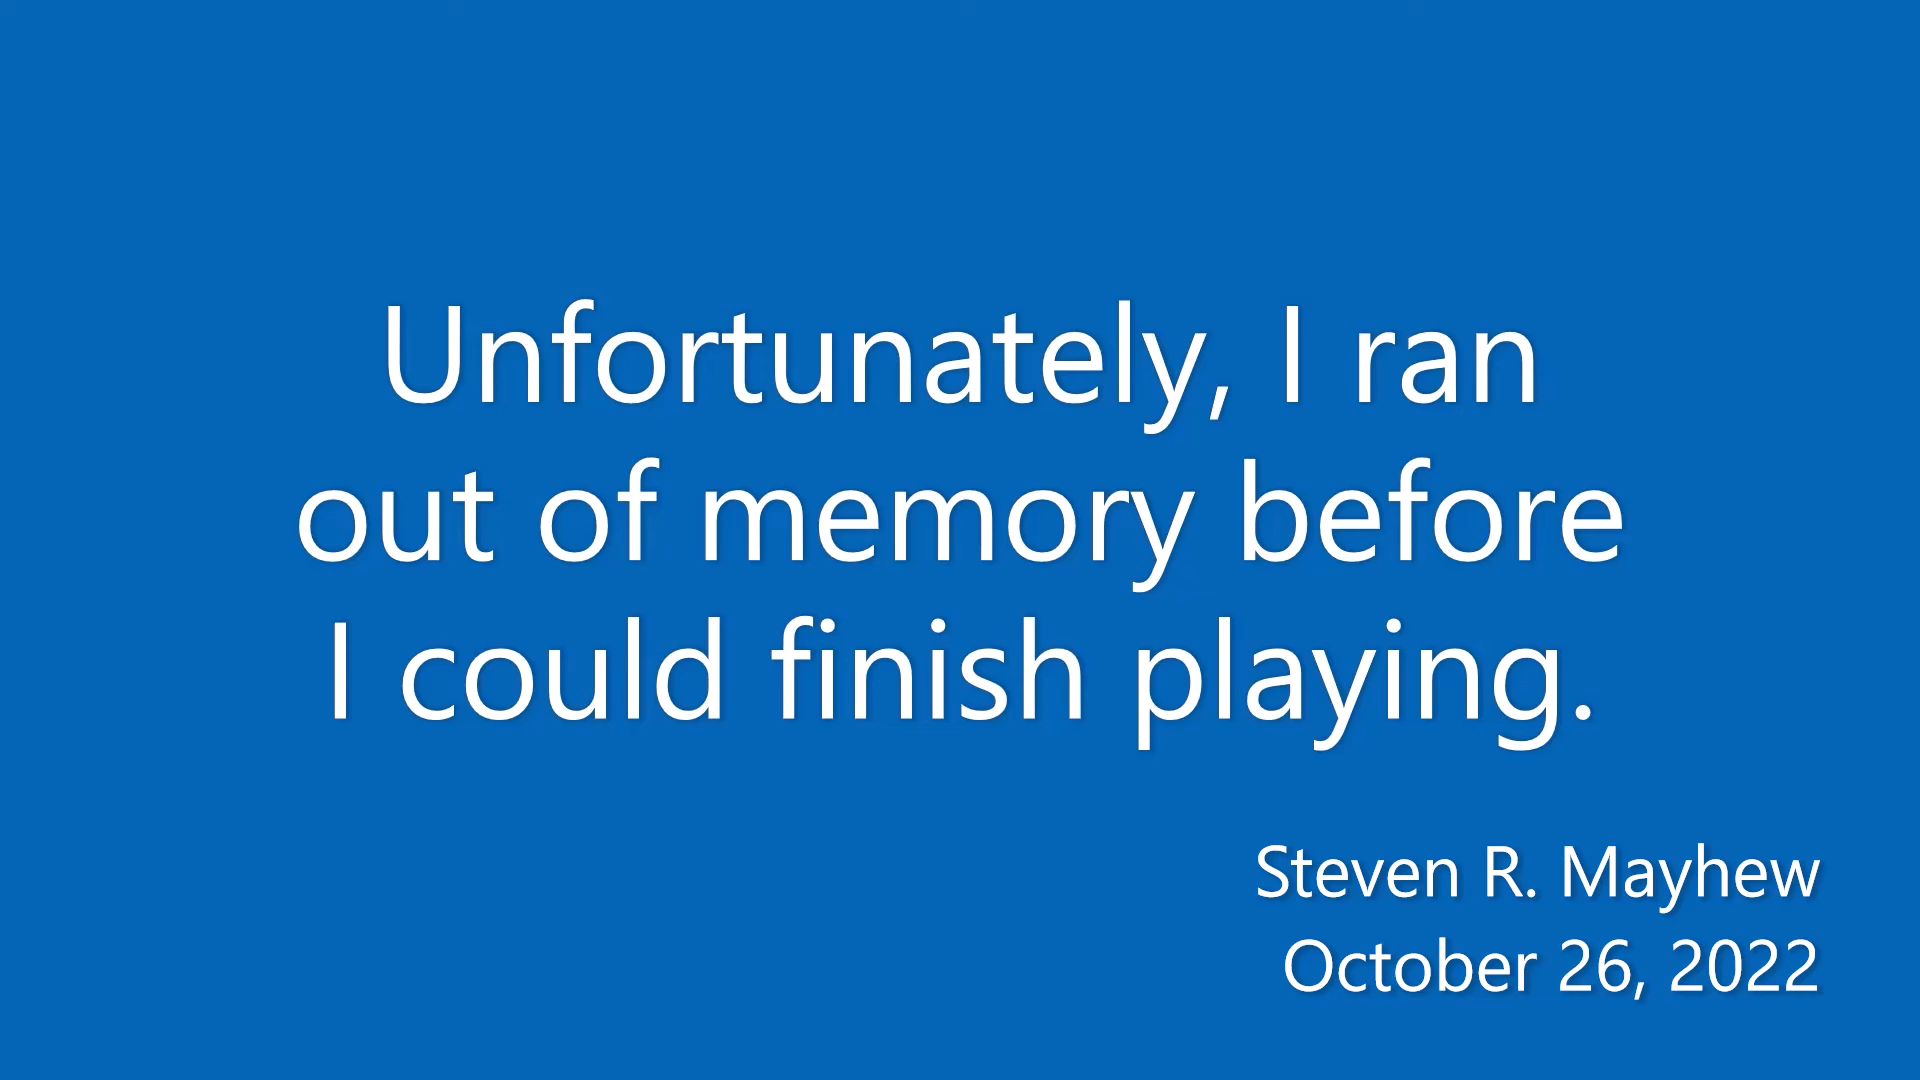 Unfortunately, I ran
out of memory before
I could finish playing.
Steven R. Mayhew
October 26, 2022